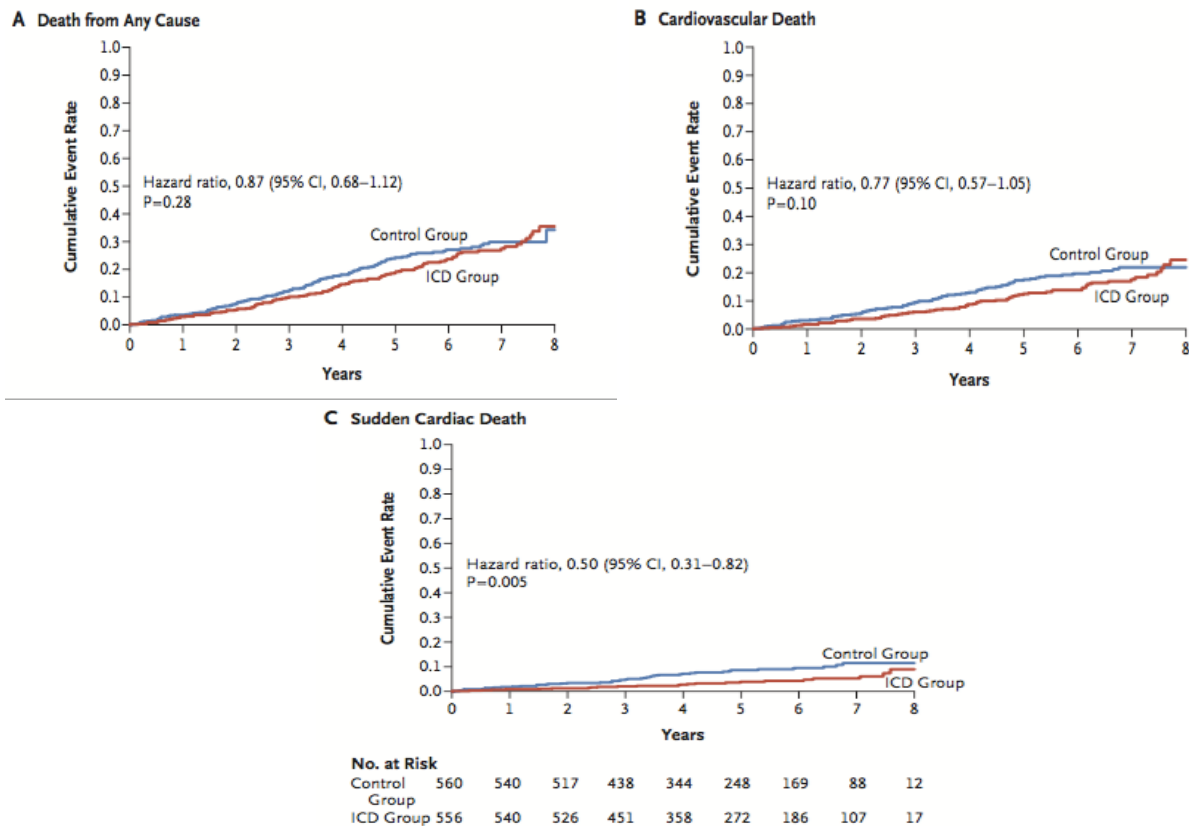 A Death from Any Cause
Cumulative Event Rate
1.0
0.9
0.8
0.7
0.6
0.5
0.4
0.3
0.2
0.1
0.0
Hazard ratio, 0.87 (95% CI, 0.68–1.12)
P=0.28
Control Group
ICD Group
0 1 2 3 4 5 6 7 8
Years
B Cardiovascular Death
Cumulative Event Rate
1.0
0.9
0.8
0.7
0.6
0.5
0.4
0.3
0.2
0.1
0.0
Hazard ratio, 0.77 (95% CI, 0.57–1.05)
P=0.10
Control Group
ICD Group
0 1 2 3 4 5 6 7 8
Years
C Sudden Cardiac Death
Cumulative Event Rate
1.0
0.9
0.8
0.7
0.6
0.5
0.4
0.3
0.2
0.1
0.0
Hazard ratio, 0.50 (95% CI, 0.31–0.82)
P=0.005
Control Group
ICD Group
0 1 2 3 4 5 6 7 8
Years
No. at Risk
Control 560 540 517 438 344 248 169 88 12
Group
ICD Group 556 540 526 451 358 272 186 107 17